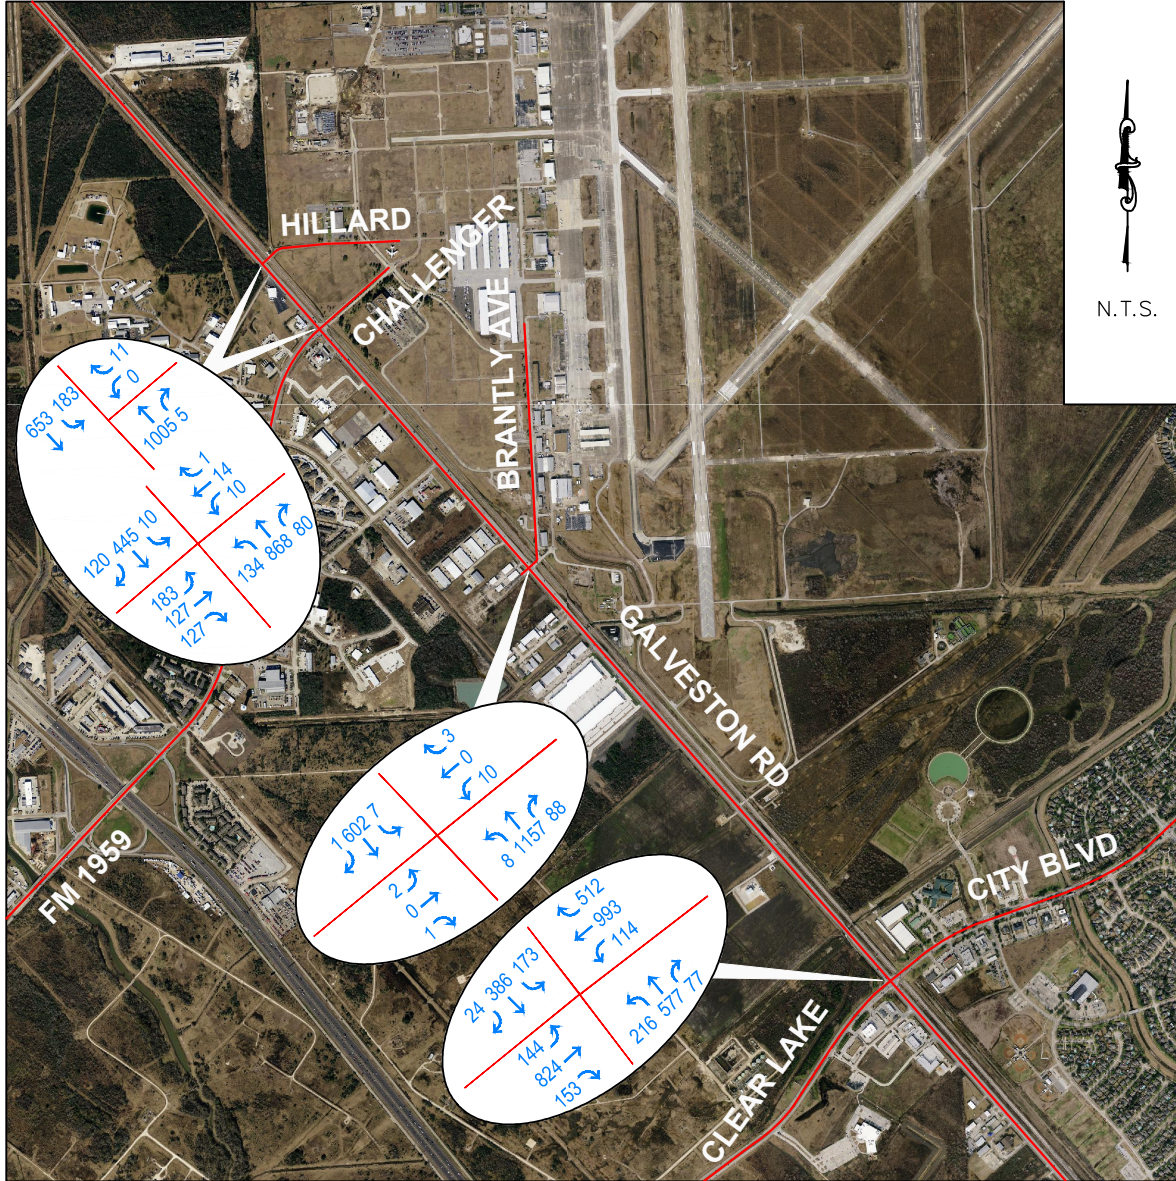 N.T.S.
HILLARD
CHALLENGER
BRANTLY AVE
GALVESTON RD
CITY BLVD
CLEAR LAKE
FM 1959
11
0
653 183
1005 5
1
14
10
120 445 10
134 868 80
183
127
127
3
0
10
1 602 7
8 1157 88
2
0
1
512
993
114
24 386 173
216 577 77
144
824
153